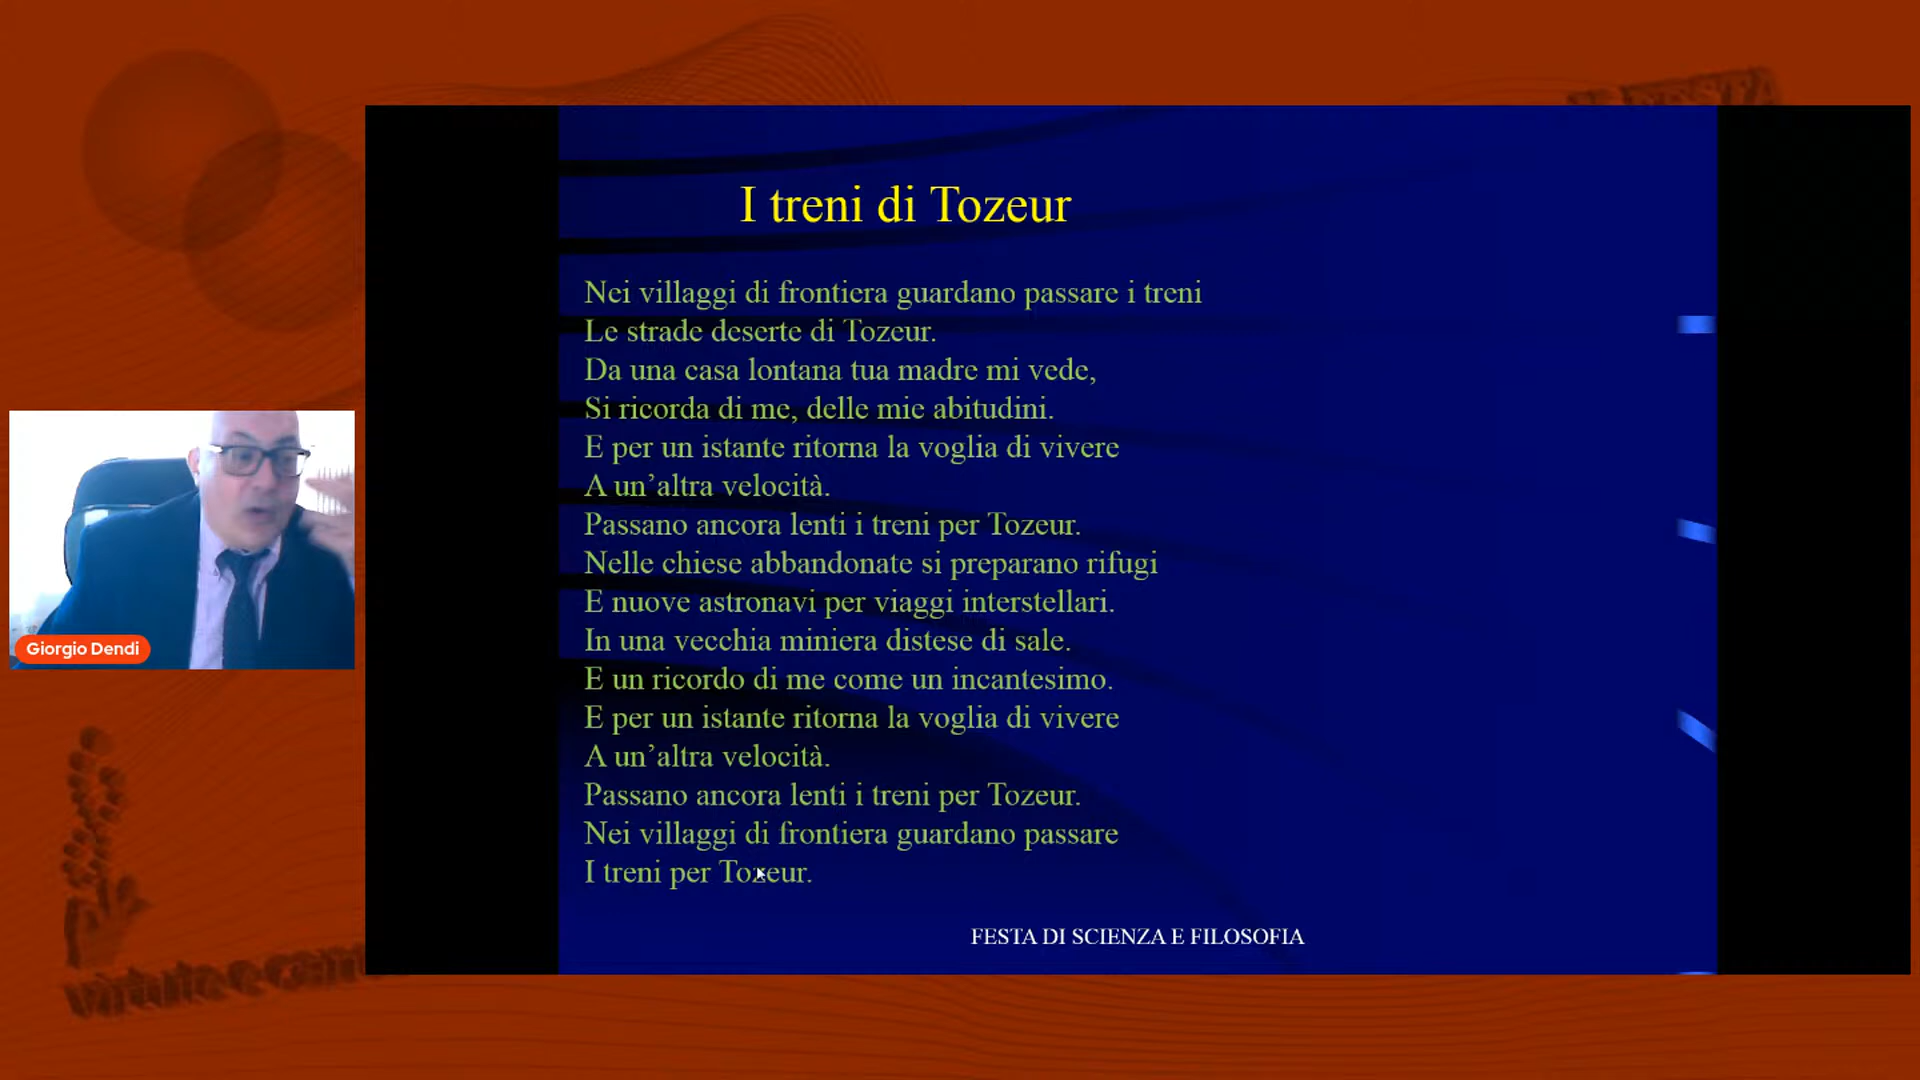 I treni di Tozeur
Nei villaggi di frontiera guardano passare i treni
Le strade deserte di Tozeur.
Da una casa lontana tua madre mi vede,
Si ricorda di me, delle mie abitudini.
E per un istante ritorna la voglia di vivere
A un’altra velocità.
Passano ancora lenti i treni per Tozeur.
Nelle chiese abbandonate si preparano rifugi
E nuove astronavi per viaggi interstellari.
In una vecchia miniera distese di sale.
E un ricordo di me come un incantesimo.
E per un istante ritorna la voglia di vivere
A un’altra velocità.
Passano ancora lenti i treni per Tozeur.
Nei villaggi di frontiera guardano passare
I treni per Tozeur.
FESTA DI SCIENZA E FILOSOFIA
Giorgio Dendi